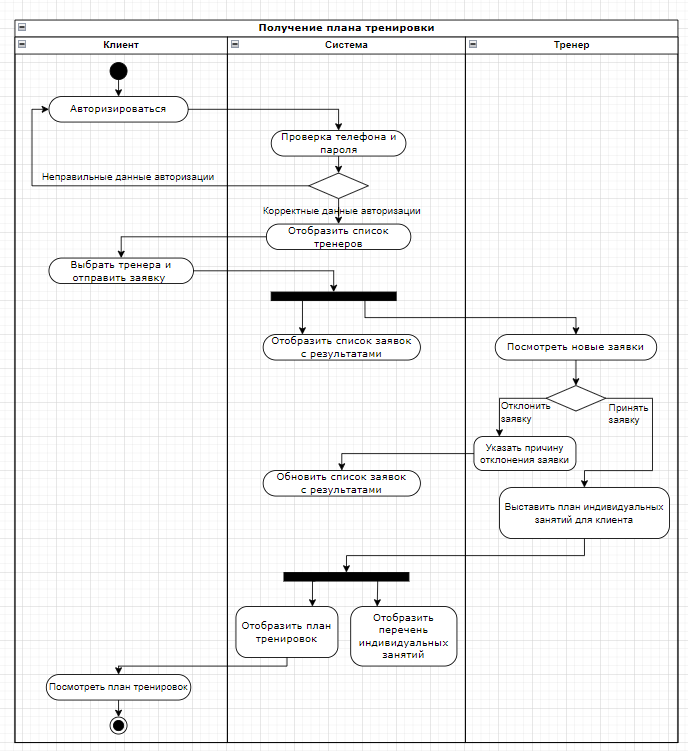 Получение плана тренировки
Клиент
Система
Тренер
Авторизироваться
Проверка телефона и
пароля
Неправильные данные авторизации
Корректные данные авторизации
Отобразить список
тренеров
Выбрать тренера и
отправить заявку
Отобразить список заявок
с результатами
Посмотреть новые заявки
Отклонить
заявку
Принять
заявку
Указать причину
отклонения заявки
Обновить список заявок
с результатами
Выставить план индивидуальных
занятий для клиента
Отобразить план
тренировок
Отобразить
перечень
индивидуальных
занятий
Посмотреть план тренировок